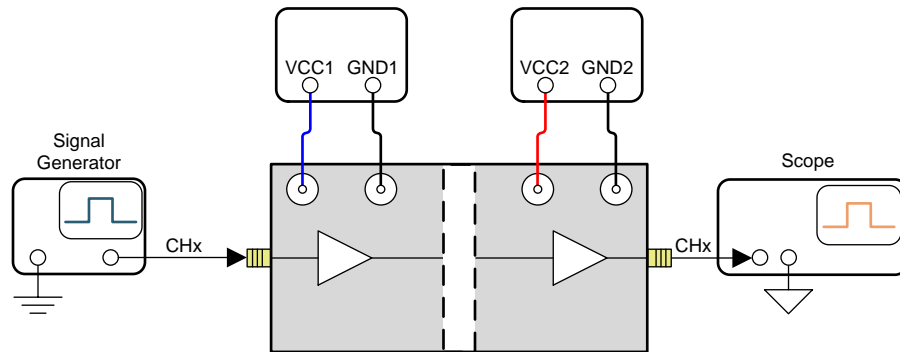 VCC1 GND1
VCC2 GND2
Signal
Generator
Scope
CHx
CHx